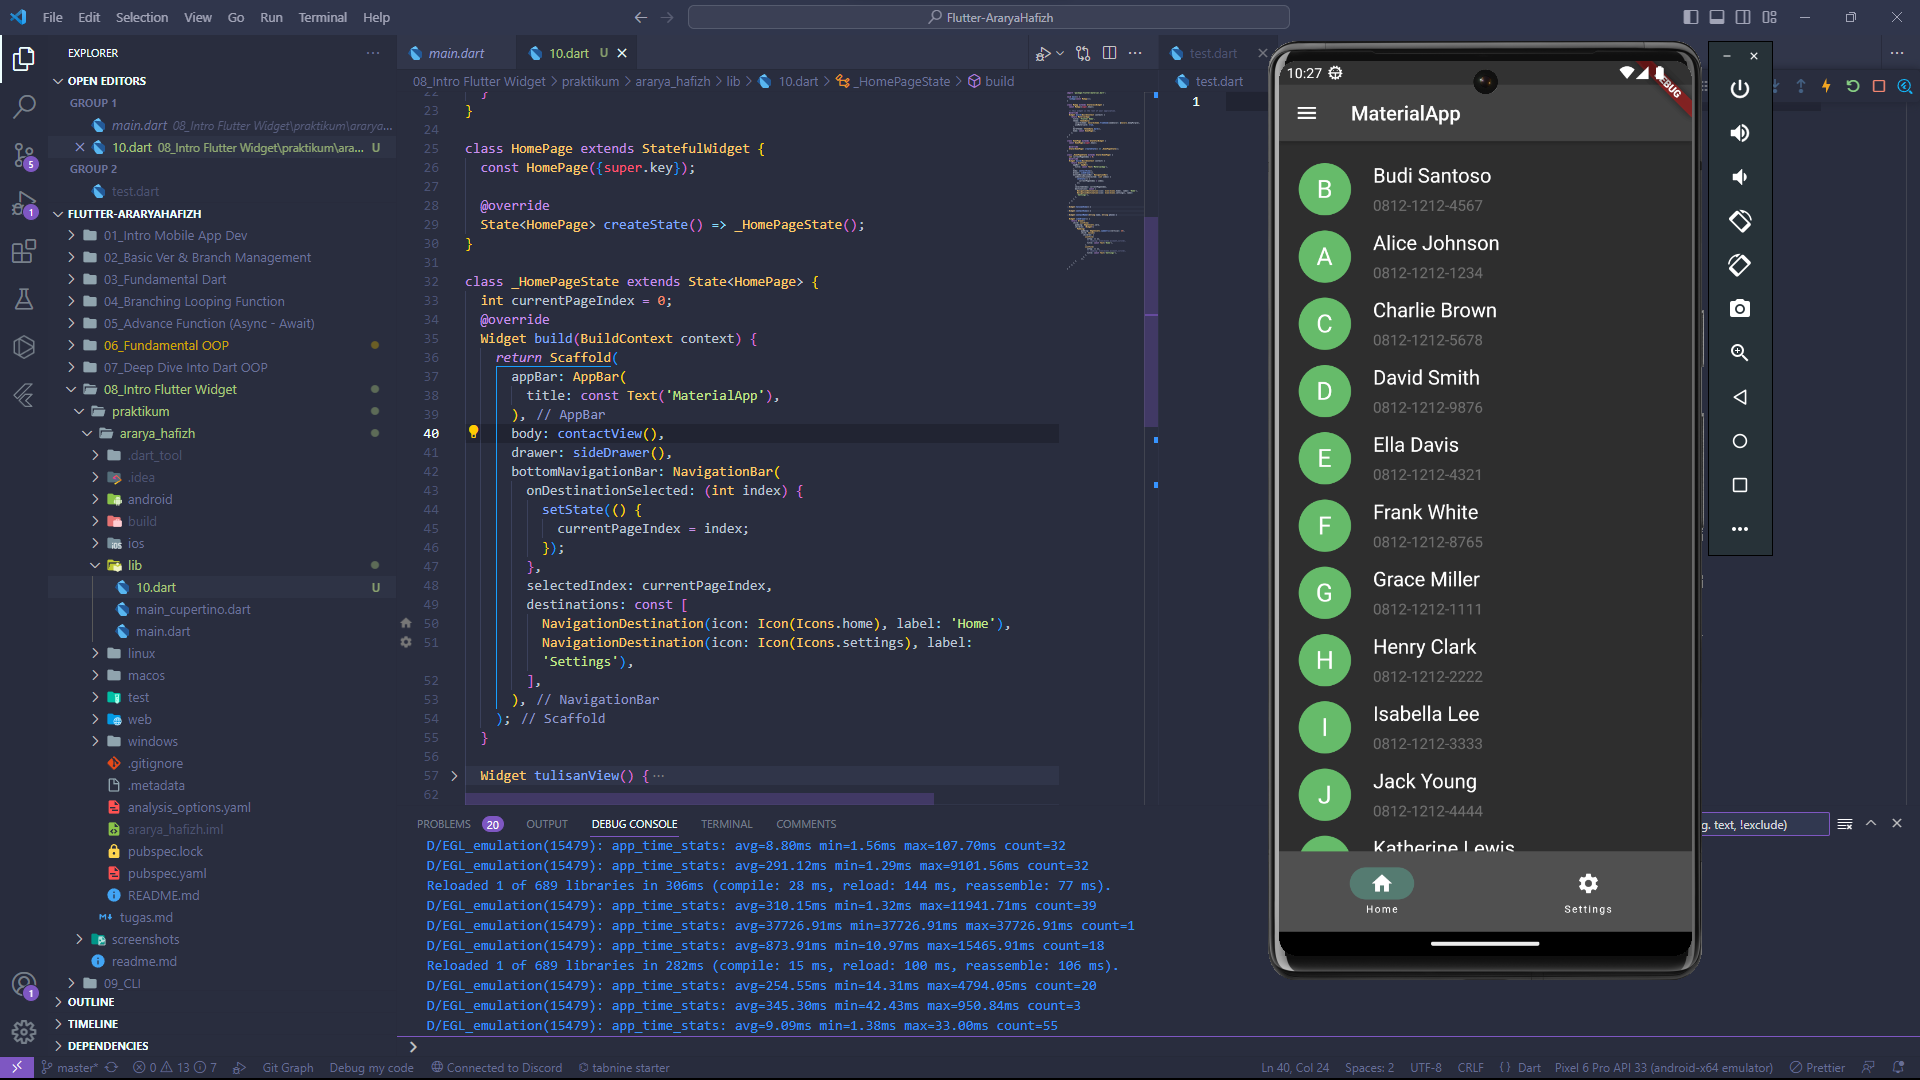 File Edit Selection View Go Run Terminal Help
Flutter-AraryaHafizh
EXPLORER
OPEN EDITORS
GROUP 1
main.dart 08_Intro Flutter Widget\praktikum\ararya...
10.dart 08_Intro Flutter Widget\praktikum\ara... U
GROUP 2
test.dart
FLUTTER-ARARYAHAFIZH
01_Intro Mobile App Dev
02_Basic Ver & Branch Management
03_Fundamental Dart
04_Branching Looping Function
05_Advance Function (Async - Await)
06_Fundamental OOP
07_Deep Dive Into Dart OOP
08_Intro Flutter Widget
praktikum
ararya_hafizh
.dart_tool
.idea
android
build
ios
lib
10.dart U
main_cupertino.dart
main.dart
linux
macos
test
web
windows
.gitignore
.metadata
analysis_options.yaml
ararya_hafizh.iml
pubspec.lock
pubspec.yaml
README.md
tugas.md
screenshots
readme.md
09_CLI
OUTLINE
TIMELINE
DEPENDENCIES
5
1
1
main.dart
10.dart U
08_Intro Flutter Widget > praktikum > ararya_hafizh > lib > 10.dart > _HomePageState > build
22 }
23 }
24
25 class HomePage extends StatefulWidget {
26 const HomePage({super.key});
27
28 @override
29 State<HomePage> createState() => _HomePageState();
30 }
31
32 class _HomePageState extends State<HomePage> {
33 int currentPageIndex = 0;
34 @override
35 Widget build(BuildContext context) {
36 return Scaffold(
37 appBar: AppBar(
38 title: const Text('MaterialApp'),
39 ), // AppBar
40 body: contactView(),
41 drawer: sideDrawer(),
42 bottomNavigationBar: NavigationBar(
43 onDestinationSelected: (int index) {
44 setState(() {
45 currentPageIndex = index;
46 });
47 },
48 selectedIndex: currentPageIndex,
49 destinations: const [
50 NavigationDestination(icon: Icon(Icons.home), label: 'Home'),
51 NavigationDestination(icon: Icon(Icons.settings), label:
'Settings'),
52 ],
53 ), // NavigationBar
54 ); // Scaffold
55 }
56
57 Widget tulisanView() { ...
62
test.dart
test.dart
1
PROBLEMS 20 OUTPUT DEBUG CONSOLE TERMINAL COMMENTS
g. text, !exclude)
D/EGL_emulation(15479): app_time_stats: avg=8.80ms min=1.56ms max=107.70ms count=32
D/EGL_emulation(15479): app_time_stats: avg=291.12ms min=1.29ms max=9101.56ms count=32
Reloaded 1 of 689 libraries in 306ms (compile: 28 ms, reload: 144 ms, reassemble: 77 ms).
D/EGL_emulation(15479): app_time_stats: avg=310.15ms min=1.32ms max=11941.71ms count=39
D/EGL_emulation(15479): app_time_stats: avg=37726.91ms min=37726.91ms max=37726.91ms count=1
D/EGL_emulation(15479): app_time_stats: avg=873.91ms min=10.97ms max=15465.91ms count=18
Reloaded 1 of 689 libraries in 282ms (compile: 15 ms, reload: 100 ms, reassemble: 106 ms).
D/EGL_emulation(15479): app_time_stats: avg=254.55ms min=14.31ms max=4794.05ms count=20
D/EGL_emulation(15479): app_time_stats: avg=345.30ms min=42.43ms max=950.84ms count=3
D/EGL_emulation(15479): app_time_stats: avg=9.09ms min=1.38ms max=33.00ms count=55
10:27
MaterialApp
B Budi Santoso
0812-1212-4567
A Alice Johnson
0812-1212-1234
C Charlie Brown
0812-1212-5678
D David Smith
0812-1212-9876
E Ella Davis
0812-1212-4321
F Frank White
0812-1212-8765
G Grace Miller
0812-1212-1111
H Henry Clark
0812-1212-2222
I Isabella Lee
0812-1212-3333
J Jack Young
0812-1212-4444
Katherine Lewis
Home Settings
master* 0 13 7 Git Graph Debug my code Connected to Discord tabnine starter
Ln 40, Col 24 Spaces: 2 UTF-8 CRLF { } Dart Pixel 6 Pro API 33 (android-x64 emulator) Prettier